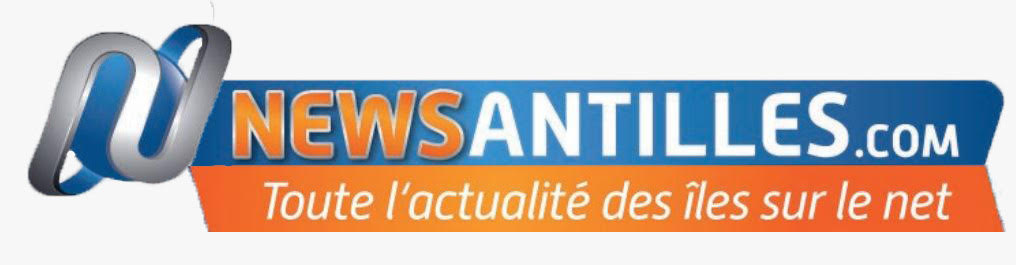 NEWSANTILLES.COM
Toute l'actualité des îles sur le net